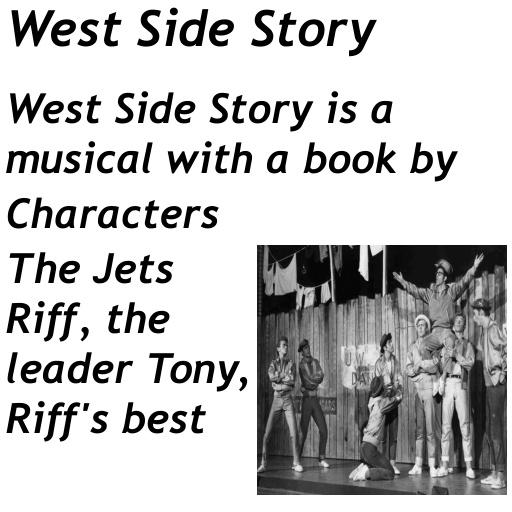 West Side Story
West Side Story is a
musical with a book by
Characters
The Jets
Riff, the
leader Tony,
Riff's best